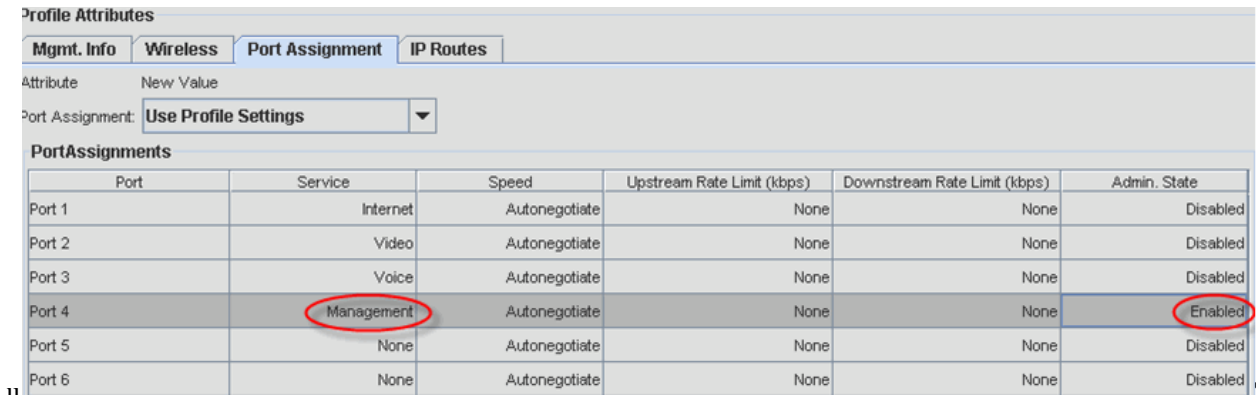 Profile Attributes
Mgmt. Info Wireless Port Assignment IP Routes
Attribute New Value
Port Assignment: Use Profile Settings
PortAssignments
Port Service Speed Upstream Rate Limit (kbps) Downstream Rate Limit (kbps) Admin. State
Port 1 Internet Autonegotiate None None Disabled
Port 2 Video Autonegotiate None None Disabled
Port 3 Voice Autonegotiate None None Disabled
Port 4 Management Autonegotiate None None Enabled
Port 5 None Autonegotiate None None Disabled
Port 6 None Autonegotiate None None Disabled